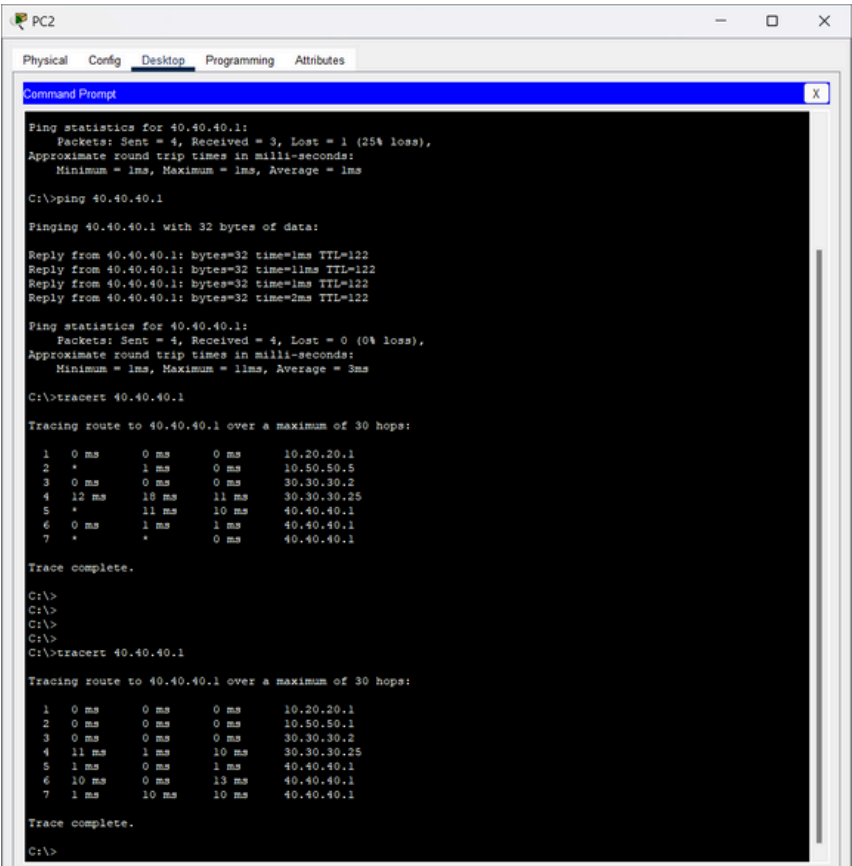 PC2
Physical Config Desktop Programming Attributes
Command Prompt X
Ping statistics for 40.40.40.1:
Packets: Sent = 4, Received = 3, Lost = 1 (25% loss),
Approximate round trip times in milli-seconds:
Minimum = 1ms, Maximum = 1ms, Average = 1ms
C:\>ping 40.40.40.1
Pinging 40.40.40.1 with 32 bytes of data:
Reply from 40.40.40.1: bytes=32 time=1ms TTL=122
Reply from 40.40.40.1: bytes=32 time=11ms TTL=122
Reply from 40.40.40.1: bytes=32 time=1ms TTL=122
Reply from 40.40.40.1: bytes=32 time=2ms TTL=122
Ping statistics for 40.40.40.1:
Packets: Sent = 4, Received = 4, Lost = 0 (0% loss),
Approximate round trip times in milli-seconds:
Minimum = 1ms, Maximum = 11ms, Average = 3ms
C:\>tracert 40.40.40.1
Tracing route to 40.40.40.1 over a maximum of 30 hops:
1 0 ms 0 ms 0 ms 10.20.20.1
2 * 1 ms 0 ms 10.50.50.5
3 0 ms 0 ms 0 ms 30.30.30.2
4 12 ms 18 ms 11 ms 30.30.30.25
5 * 11 ms 10 ms 40.40.40.1
6 0 ms 1 ms 1 ms 40.40.40.1
7 * * 0 ms 40.40.40.1
Trace complete.
C:\>
C:\>
C:\>
C:\>
C:\>tracert 40.40.40.1
Tracing route to 40.40.40.1 over a maximum of 30 hops:
1 0 ms 0 ms 0 ms 10.20.20.1
2 0 ms 0 ms 0 ms 10.50.50.1
3 0 ms 0 ms 0 ms 30.30.30.2
4 11 ms 1 ms 10 ms 30.30.30.25
5 1 ms 0 ms 1 ms 40.40.40.1
6 10 ms 0 ms 13 ms 40.40.40.1
7 1 ms 10 ms 10 ms 40.40.40.1
Trace complete.
C:\>